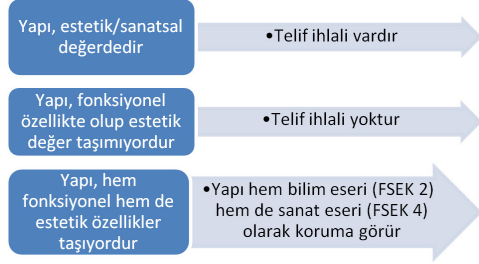 Yapı, estetik/sanatsal
değerdedir
•Telif ihlali vardır
Yapı, fonksiyonel
özellikte olup estetik
değer taşımıyordur
•Telif ihlali yoktur
Yapı, hem
fonksiyonel hem de
estetik özellikler
taşıyordur
•Yapı hem bilim eseri (FSEK 2)
hem de sanat eseri (FSEK 4)
olarak koruma görür